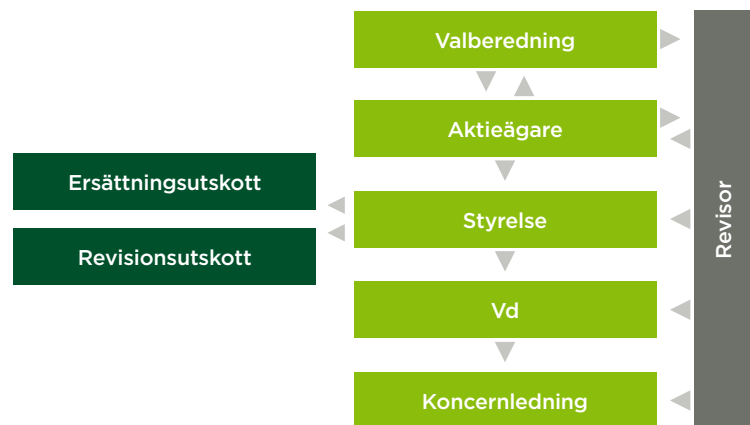 Valberedning
Aktieägare
Ersättningsutskott
Styrelse
Revisionsutskott
Vd
Koncernledning
Revisor